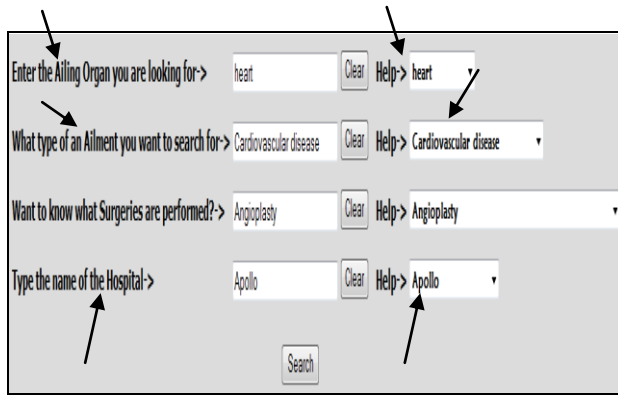 Enter the Ailing Organ you are looking for-> heart Clear Help-> heart
What type of an Ailment you want to search for-> Cardiovascular disease Clear Help-> Cardiovascular disease
Want to know what Surgeries are performed?-> Angioplasty Clear Help-> Angioplasty
Type the name of the Hospital-> Apollo Clear Help-> Apollo
Search